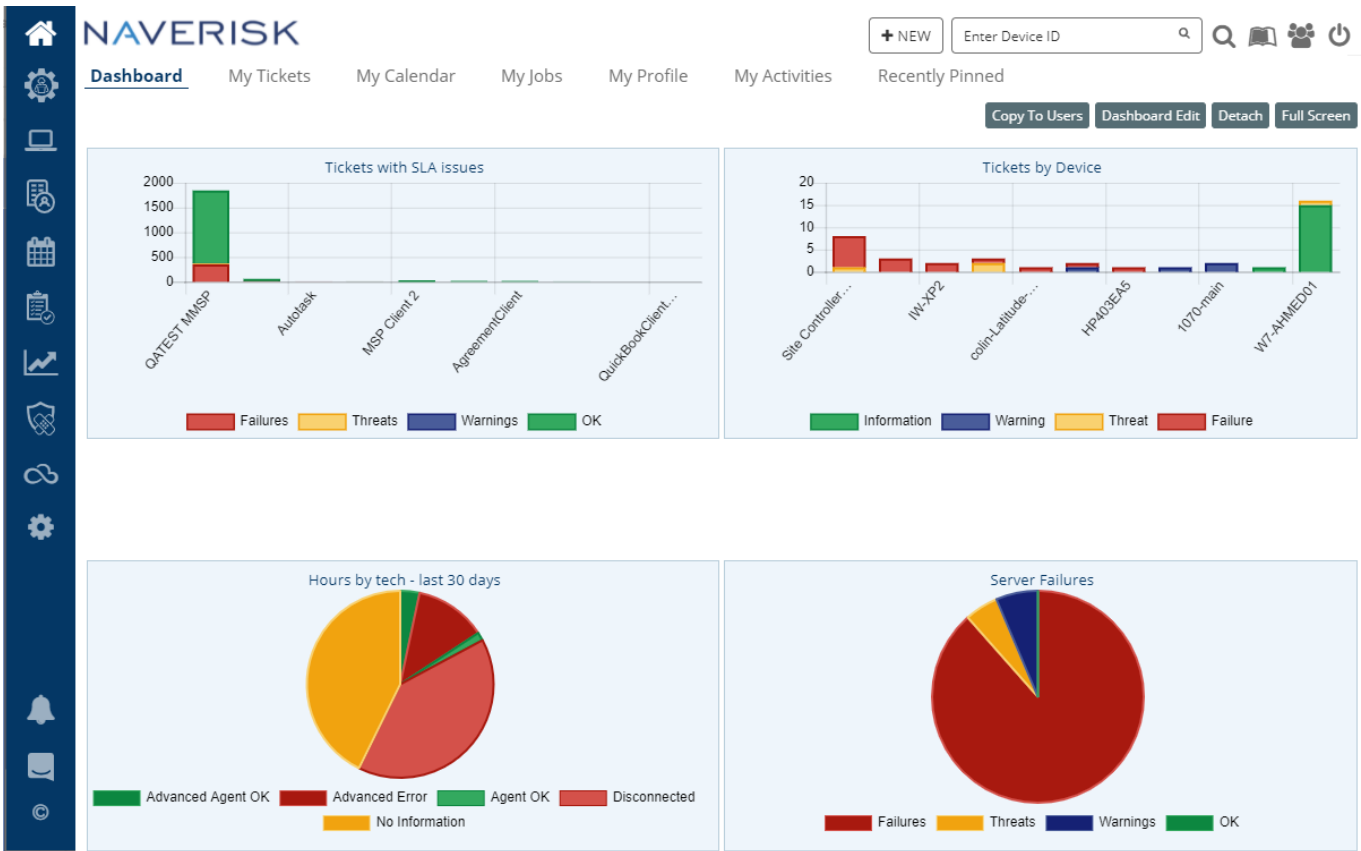 NAVERISK
+ NEW
Enter Device ID
Dashboard My Tickets My Calendar My Jobs My Profile My Activities Recently Pinned
Copy To Users Dashboard Edit Detach Full Screen
Tickets with SLA issues
2000
1500
1000
500
0
QATEST MMSP
Autotask
MSP Client 2
AgreementClient
QuickBookClient...
Failures Threats Warnings OK
Tickets by Device
20
15
10
5
0
Site Controller...
IW-XP2
colin-Latitude-...
HP403EA5
1070-main
W7-AHMED01
Information Warning Threat Failure
Hours by tech - last 30 days
Advanced Agent OK Advanced Error Agent OK Disconnected
No Information
Server Failures
Failures Threats Warnings OK
©